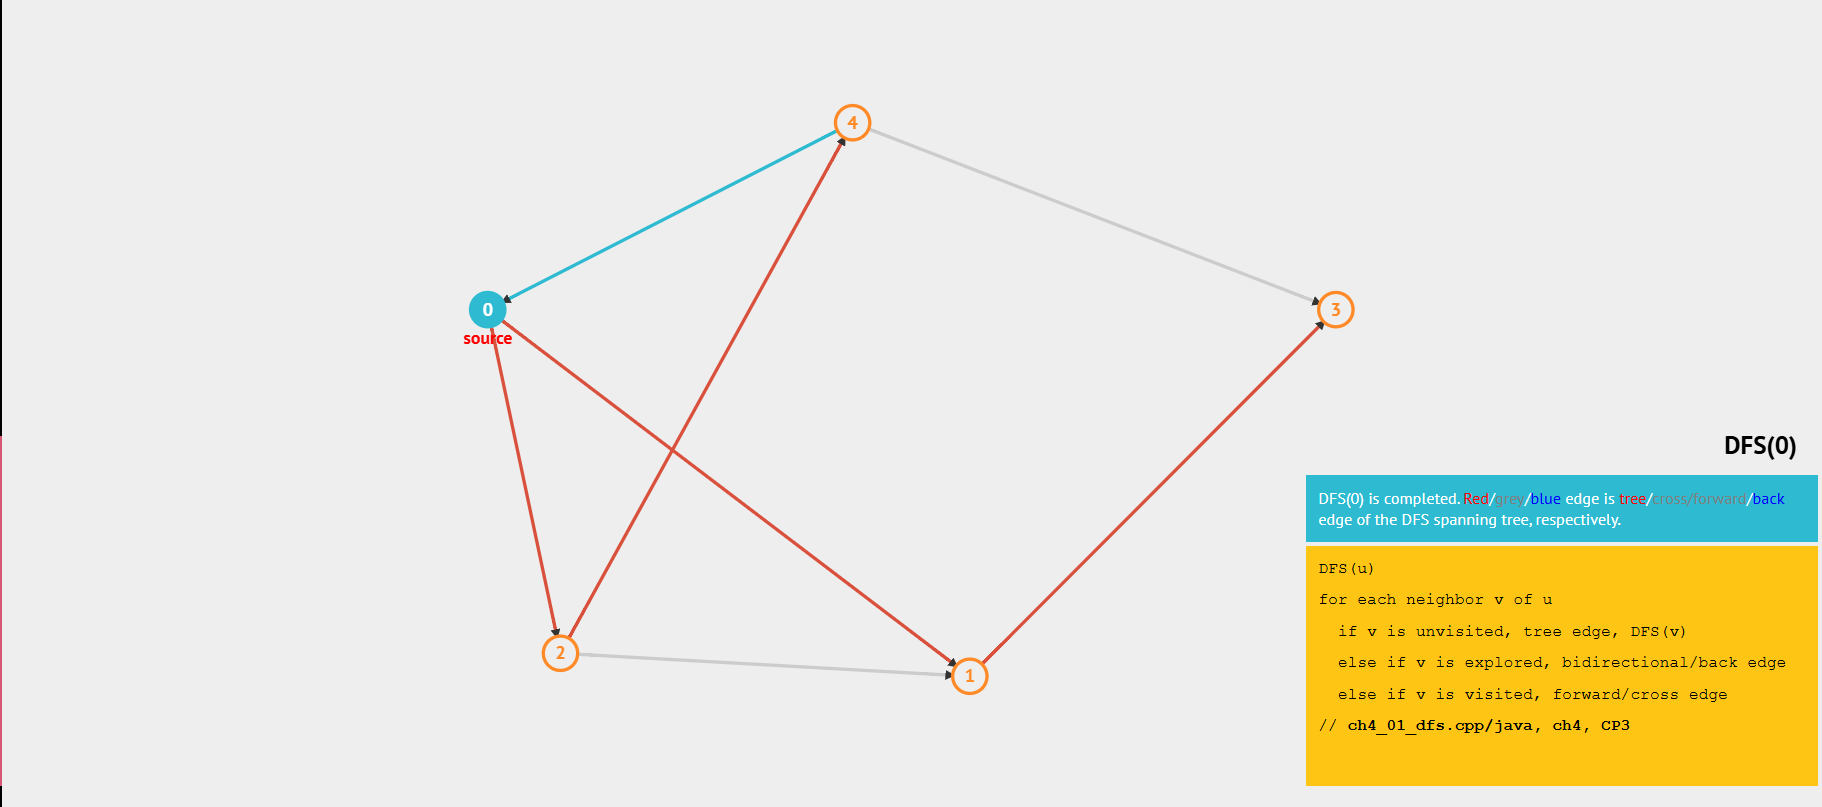 4
0
source
3
2
1
DFS(0)
DFS(0) is completed. Red/grey/blue edge is tree/cross/forward/back
edge of the DFS spanning tree, respectively.
DFS(u)
for each neighbor v of u
if v is unvisited, tree edge, DFS(v)
else if v is explored, bidirectional/back edge
else if v is visited, forward/cross edge
// ch4_01_dfs.cpp/java, ch4, CP3